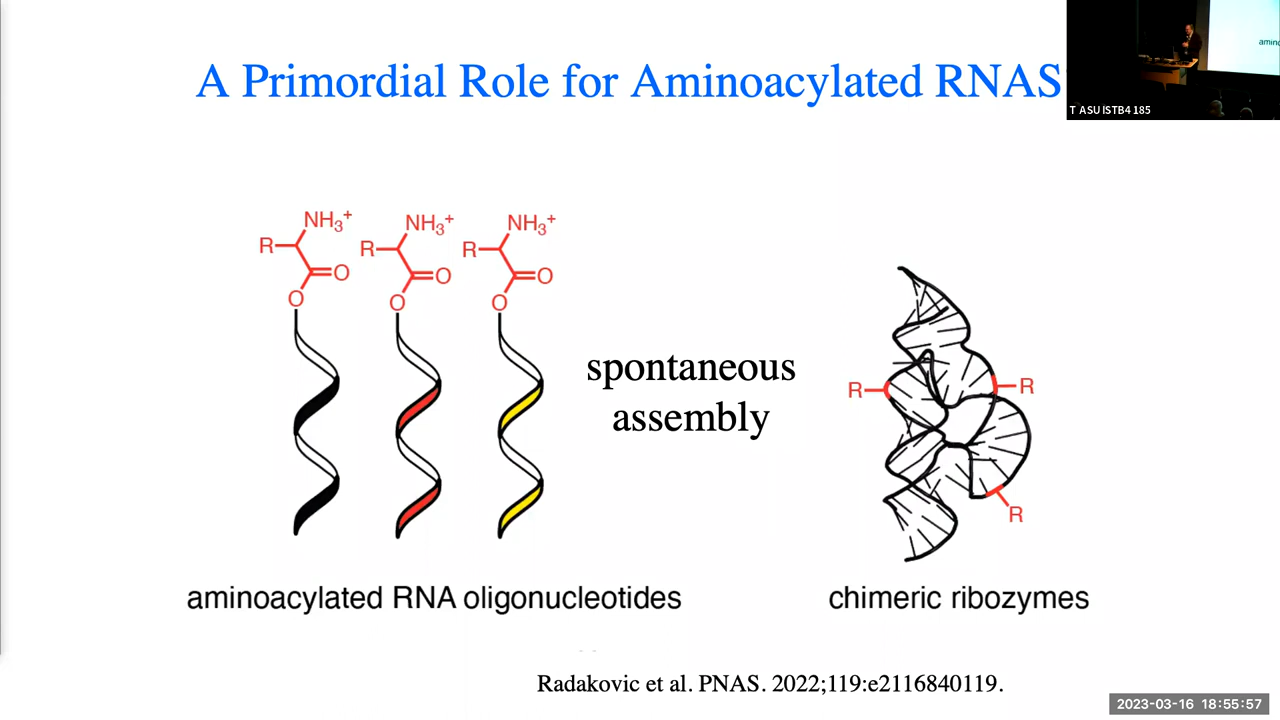 A Primordial Role for Aminoacylated RNAS
amino
T ASU ISTB4 185
NH3+
NH3+
NH3+
R
R
R
O
O
O
O
O
O
spontaneous
assembly
R
R
R
aminoacylated RNA oligonucleotides
chimeric ribozymes
Radakovic et al. PNAS. 2022;119:e2116840119.
2023-03-16 18:55:57